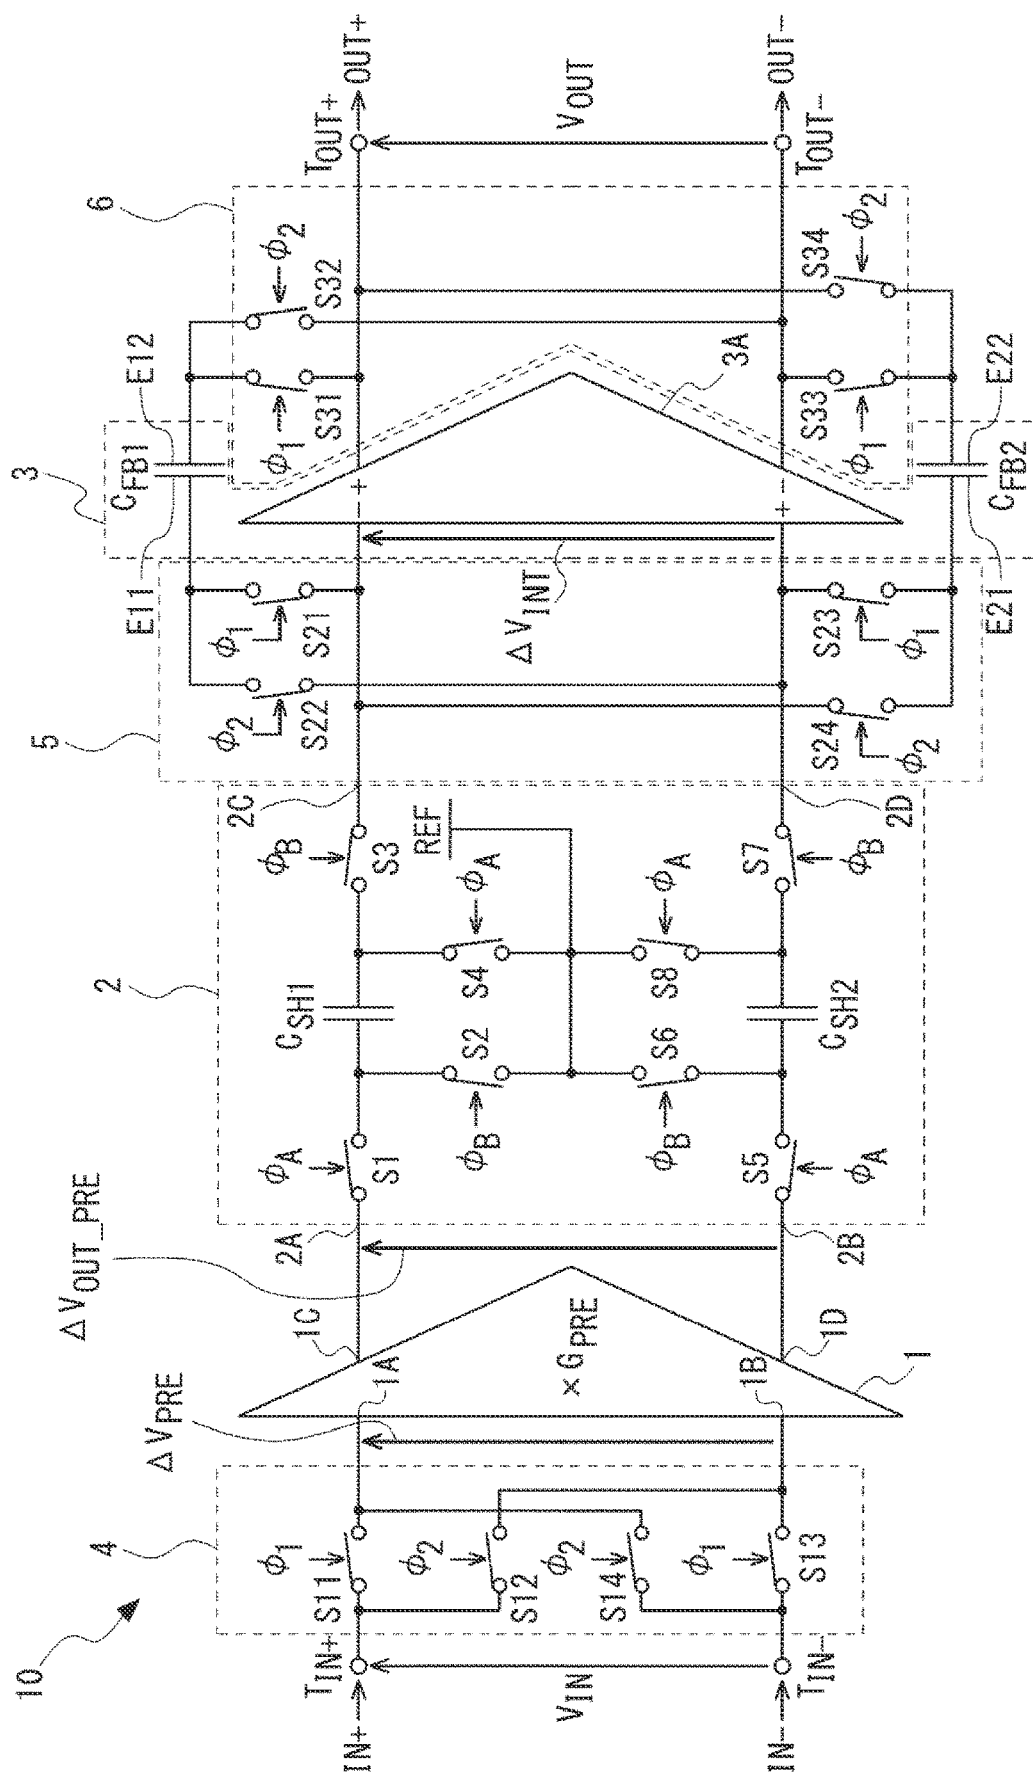 10
IN+
TIN+
VIN
IN−
TIN−
4
ϕ1
S11
ϕ2
S12
ϕ2
S14
ϕ1
S13
ΔVPRE
1A
1B
×GPRE
1
1C
1D
ΔVOUT_PRE
2
2A
2B
ϕA
S1
ϕB
S2
CSH1
S4
ϕA
ϕB
S3
REF
2C
ϕA
S5
ϕB
S6
CSH2
S8
ϕA
ϕB
S7
2D
5
ϕ2
S22
ϕ1
S21
S24
ϕ2
S23
ϕ1
ΔVINT
3
E11
CFB1
E12
E21
CFB2
E22
+
+
3A
6
ϕ1
S31
S32
ϕ2
ϕ1
S33
S34
ϕ2
TOUT+
OUT+
VOUT
TOUT−
OUT−